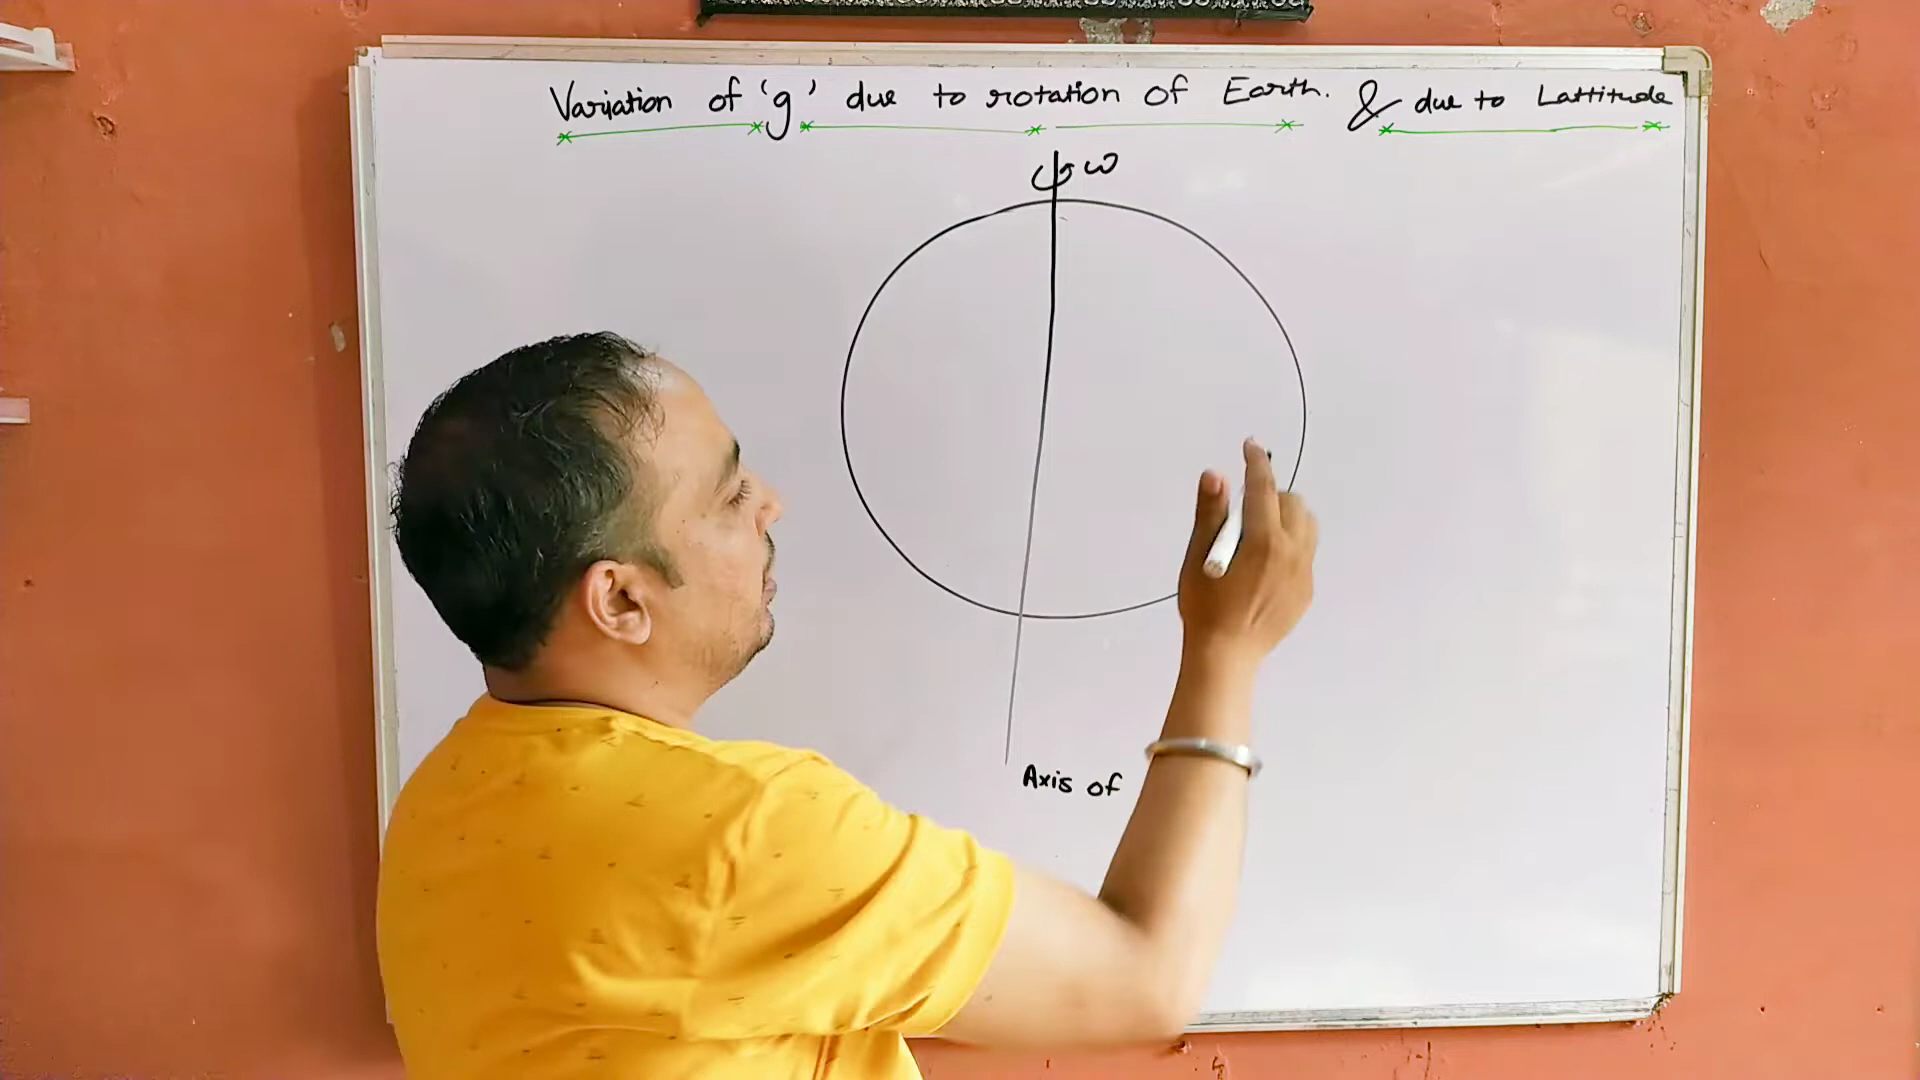 Variation of 'g' due to rotation of Earth. & due to Lattitude
ω
Axis of